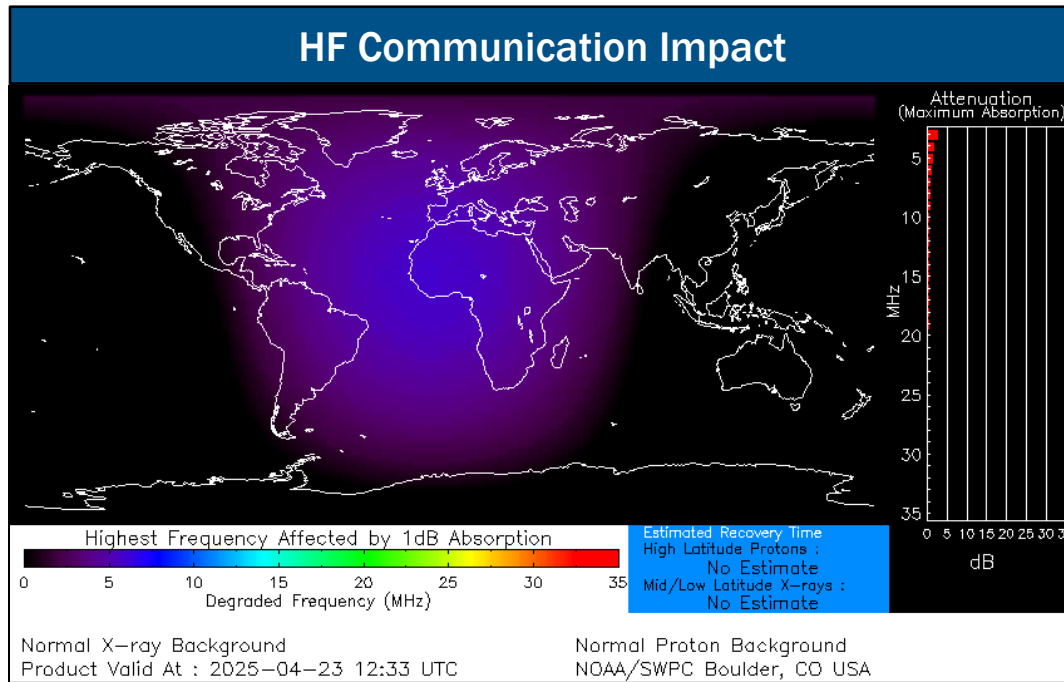 HF Communication Impact
Attenuation
(Maximum Absorption)
5
10
15
20
25
30
35
MHz
0 5 10 15 20 25 30
dB
Highest Frequency Affected by 1dB Absorption
0 5 10 15 20 25 30 35
Degraded Frequency (MHz)
Estimated Recovery Time
High Latitude Protons :
No Estimate
Mid/Low Latitude X-rays :
No Estimate
Normal X-ray Background
Product Valid At : 2025-04-23 12:33 UTC
Normal Proton Background
NOAA/SWPC Boulder, CO USA